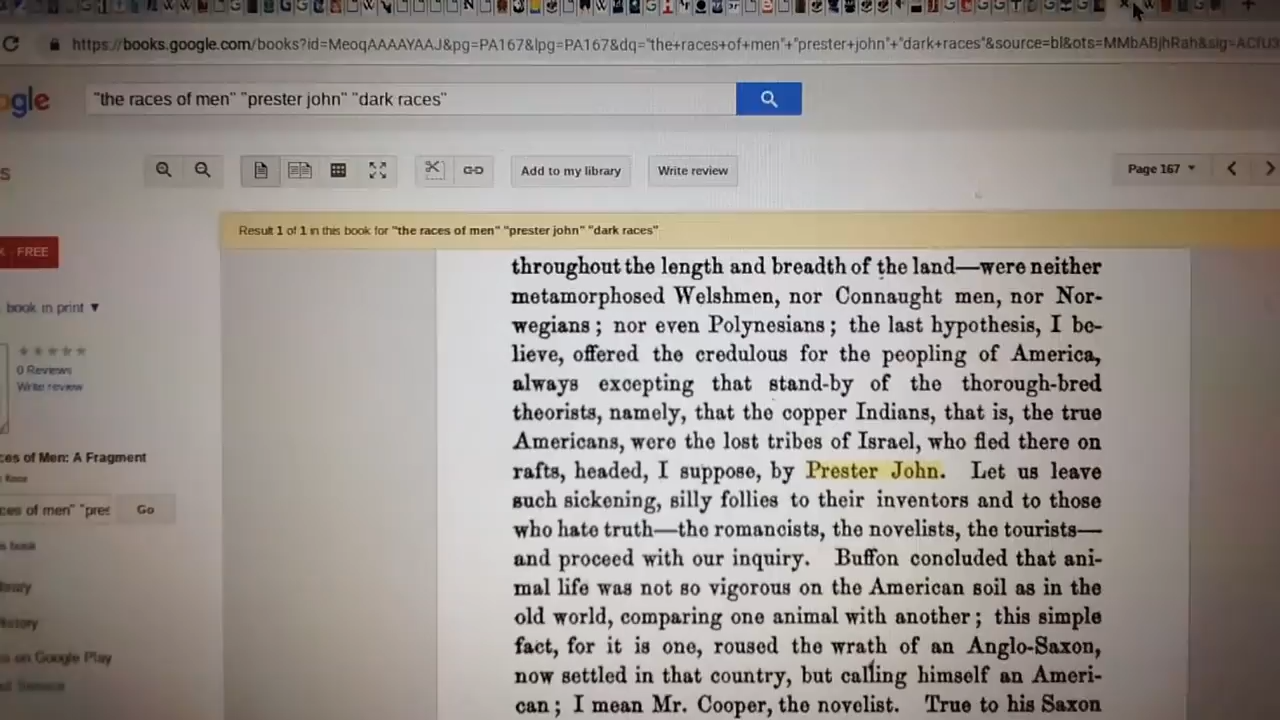 https://books.google.com/books?id=MeoqAAAAYAAJ&pg=PA167&lpg=PA167&dq="the+races+of+men"+"prester+john"+"dark+races"&source=bl&ots=MMbABjhRah&sig=ACfU3
ogle
"the races of men" "prester john" "dark races"
s
Add to my library
Write review
Page 167
Result 1 of 1 in this book for "the races of men" "prester john" "dark races"
FREE
book in print
0 Reviews
Write review
ces of Men: A Fragment
ces of men" "pres
Go
s book
on Google Play
throughout the length and breadth of the land—were neither
metamorphosed Welshmen, nor Connaught men, nor Nor-
wegians; nor even Polynesians; the last hypothesis, I be-
lieve, offered the credulous for the peopling of America,
always excepting that stand-by of the thorough-bred
theorists, namely, that the copper Indians, that is, the true
Americans, were the lost tribes of Israel, who fled there on
rafts, headed, I suppose, by Prester John. Let us leave
such sickening, silly follies to their inventors and to those
who hate truth—the romancists, the novelists, the tourists—
and proceed with our inquiry. Buffon concluded that ani-
mal life was not so vigorous on the American soil as in the
old world, comparing one animal with another; this simple
fact, for it is one, roused the wrath of an Anglo-Saxon,
now settled in that country, but calling himself an Ameri-
can; I mean Mr. Cooper, the novelist. True to his Saxon